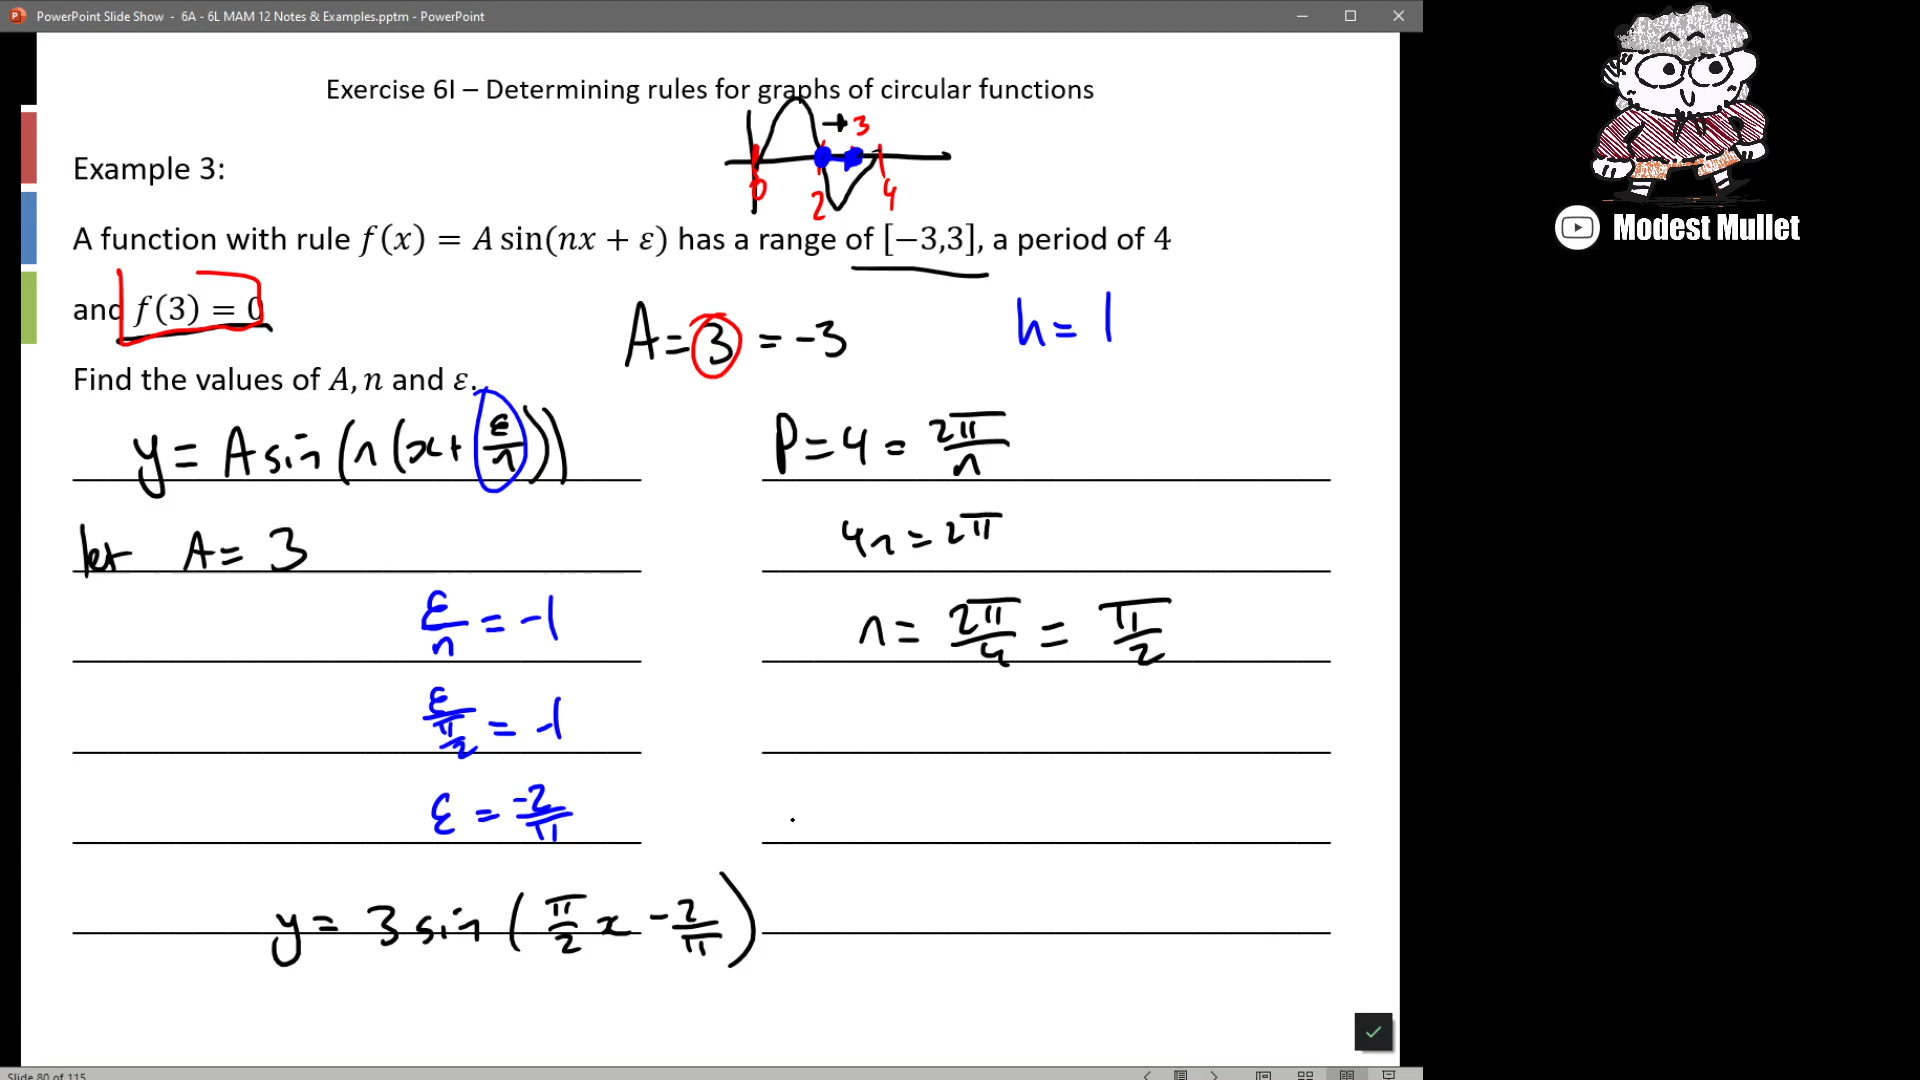 PowerPoint Slide Show - 6A - 6L MAM 12 Notes & Examples.pptm - PowerPoint
Exercise 6I – Determining rules for graphs of circular functions
→ 3
0 2 4
Example 3:
A function with rule f(x) = A sin(nx + ε) has a range of [−3,3], a period of 4
and f(3) = 0
A = 3 = -3
h = 1
Find the values of A, n and ε.
y = A sin (n (x + ε/n))
let A = 3
ε/n = -1
ε/(π/2) = -1
ε = -2/π
y = 3 sin (π/2 x - 2/π)
P = 4 = 2π/n
4n = 2π
n = 2π/4 = π/2
Modest Mullet
Slide 80 of 115